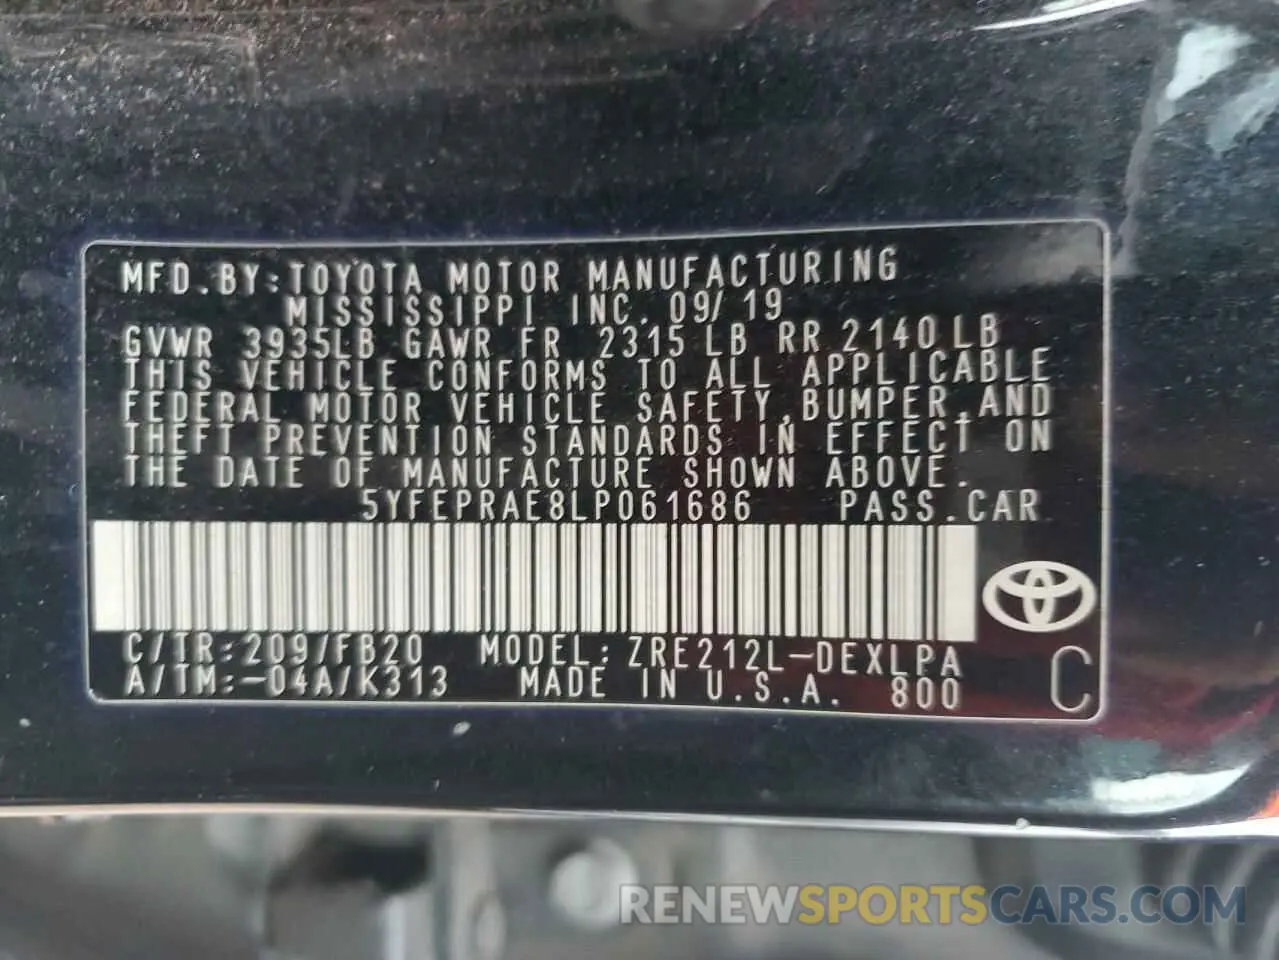 MFD.BY:TOYOTA MOTOR MANUFACTURING
MISSISSIPPI INC. 09/19
GVWR 3935LB GAWR FR 2315 LB RR 2140 LB
THIS VEHICLE CONFORMS TO ALL APPLICABLE
FEDERAL MOTOR VEHICLE SAFETY,BUMPER,AND
THEFT PREVENTION STANDARDS IN EFFECT ON
THE DATE OF MANUFACTURE SHOWN ABOVE.
5YFEPRAE8LP061686 PASS.CAR
C/TR:209/FB20 MODEL:ZRE212L-DEXLPA
A/TM:-04A/K313 MADE IN U.S.A. 800
C
RENEWSPORTSCARS.COM